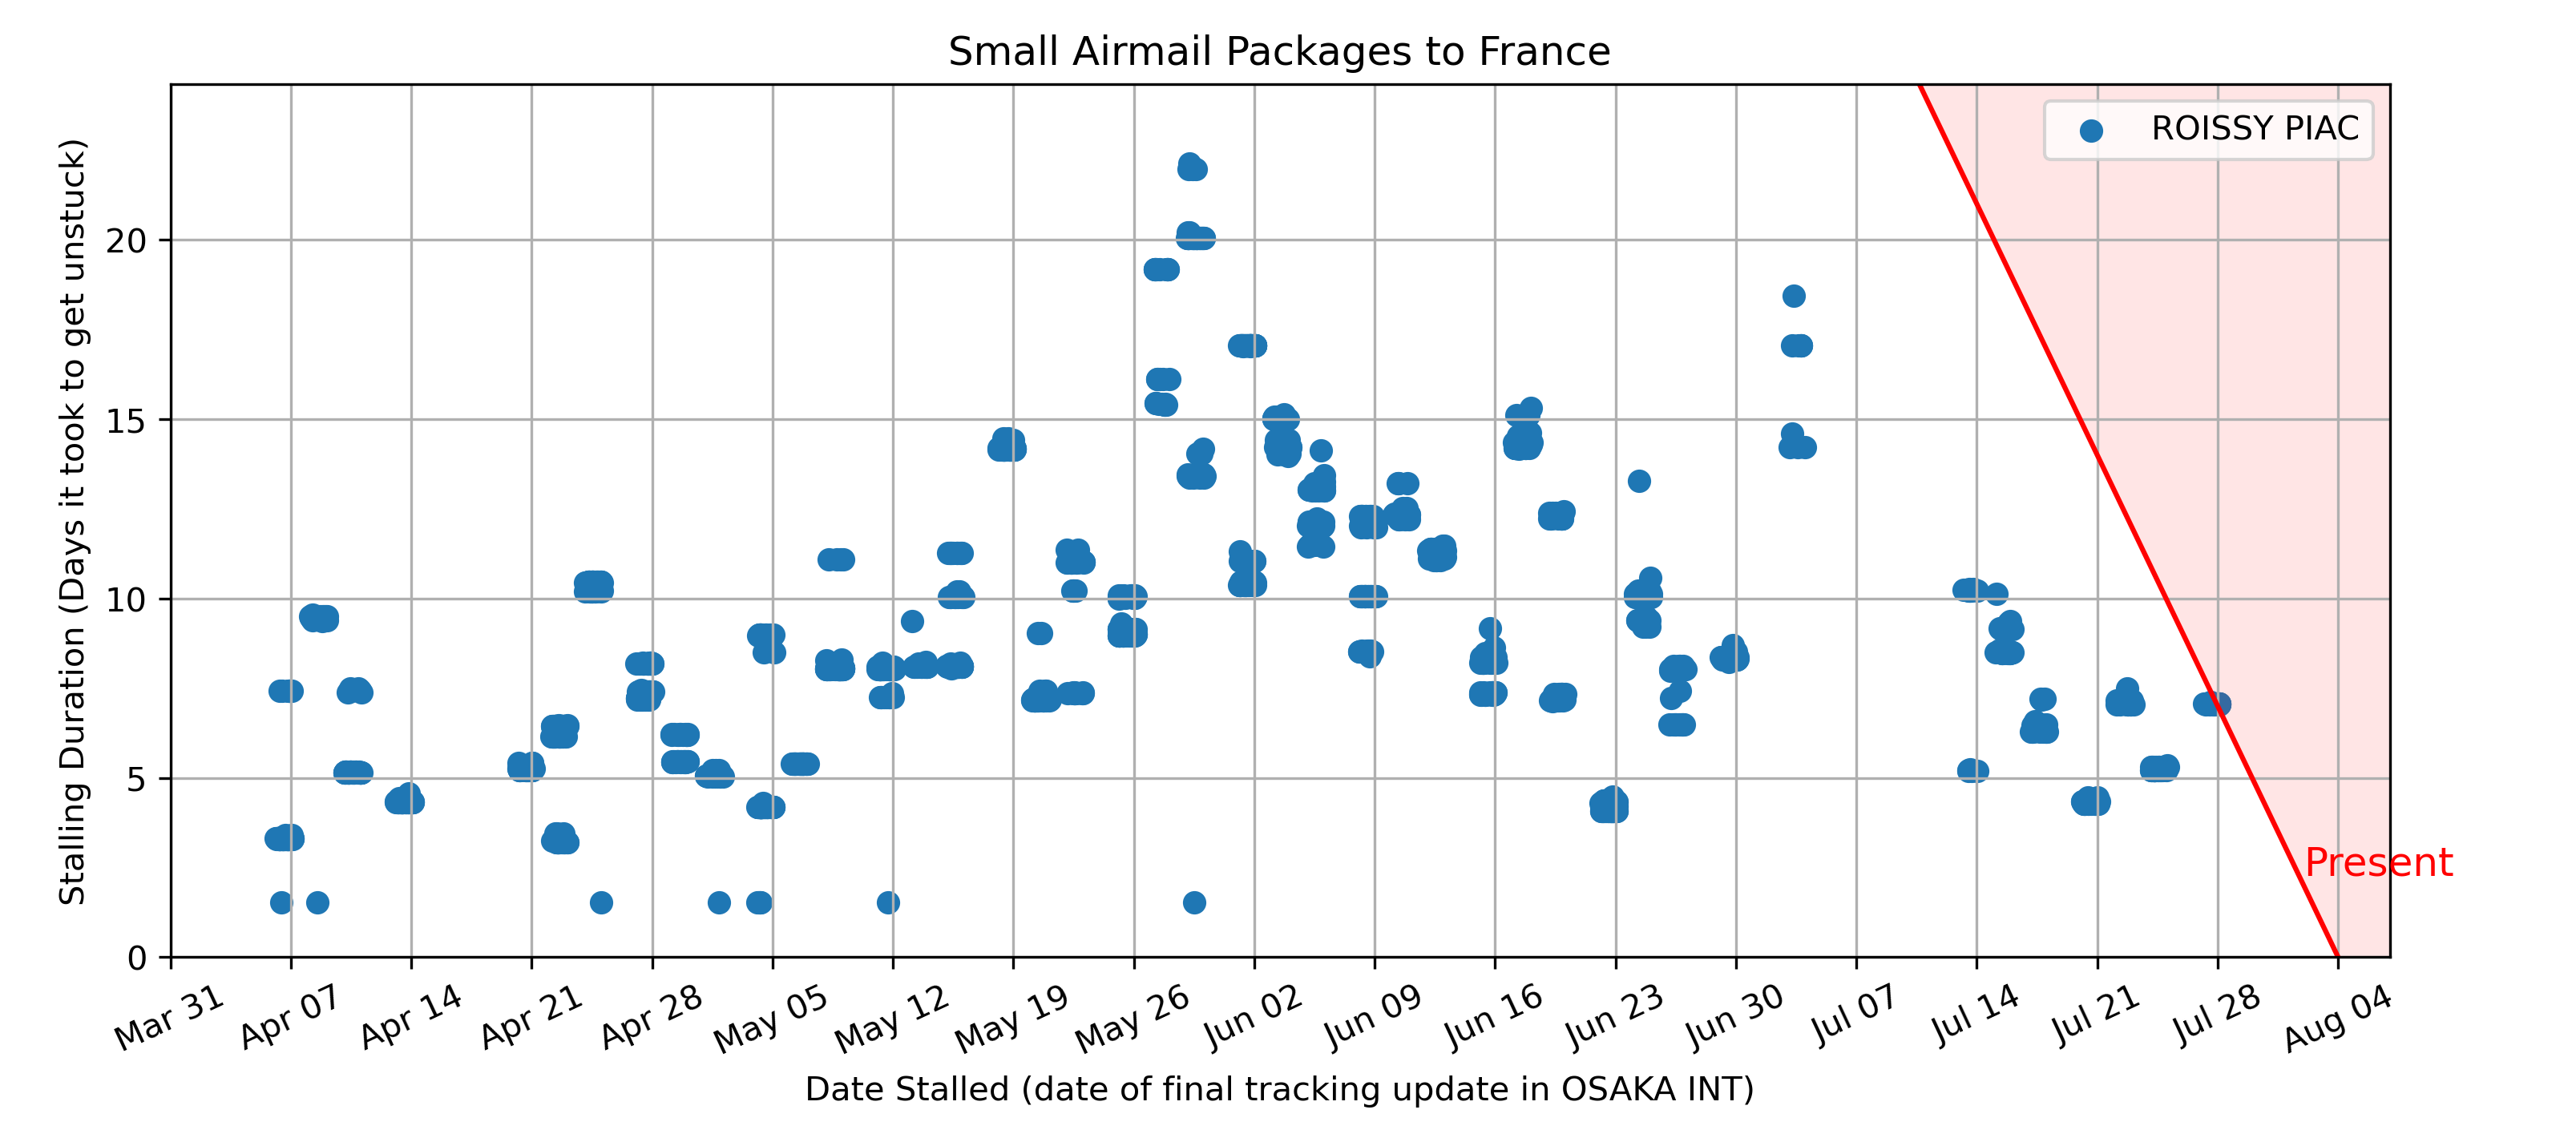 Small Airmail Packages to France
ROISSY PIAC
Stalling Duration (Days it took to get unstuck)
20
15
10
5
0
Present
Mar 31
Apr 07
Apr 14
Apr 21
Apr 28
May 05
May 12
May 19
May 26
Jun 02
Jun 09
Jun 16
Jun 23
Jun 30
Jul 07
Jul 14
Jul 21
Jul 28
Aug 04
Date Stalled (date of final tracking update in OSAKA INT)